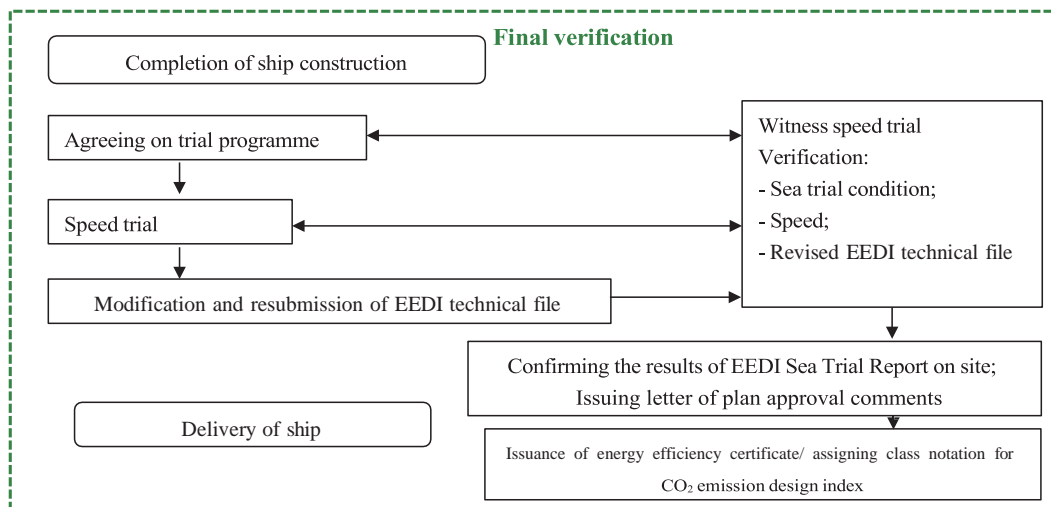 Final verification
Completion of ship construction
Agreeing on trial programme
Speed trial
Modification and resubmission of EEDI technical file
Witness speed trial
Verification:
- Sea trial condition;
- Speed;
- Revised EEDI technical file
Confirming the results of EEDI Sea Trial Report on site;
Issuing letter of plan approval comments
Delivery of ship
Issuance of energy efficiency certificate/ assigning class notation for
CO₂ emission design index